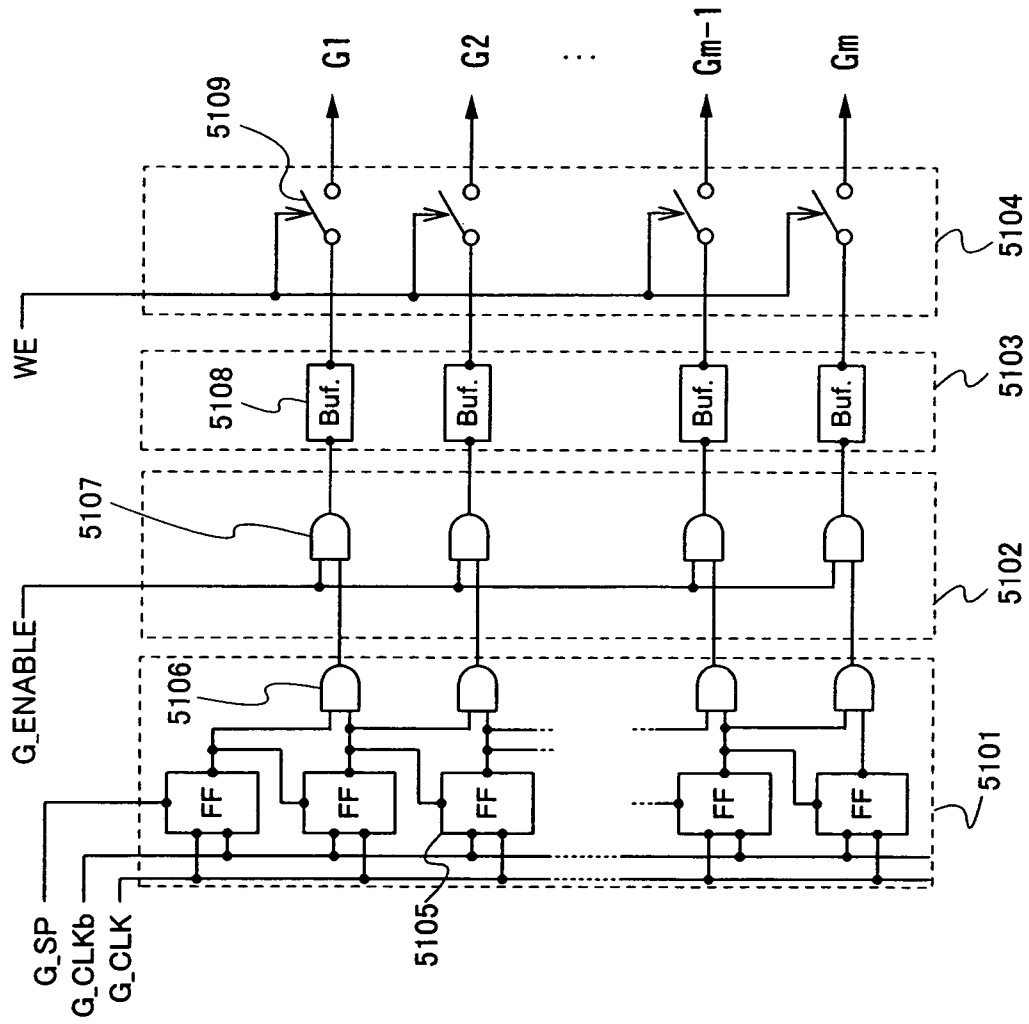 G_SP
G_CLKb
G_CLK
G_ENABLE
WE
5105
FF
FF
FF
FF
FF
5101
5106
5107
5102
5108
Buf.
Buf.
Buf.
Buf.
5103
5109
5104
G1
G2
...
Gm-1
Gm